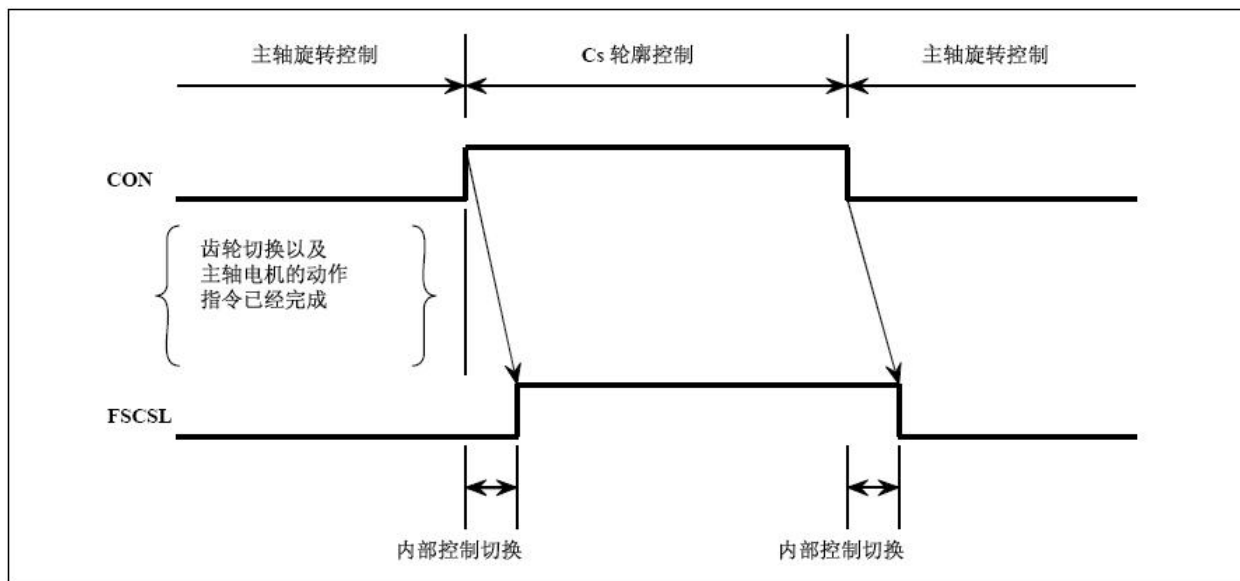 主轴旋转控制
Cs 轮廓控制
主轴旋转控制
CON
齿轮切换以及
主轴电机的动作
指令已经完成
FSCSL
内部控制切换
内部控制切换